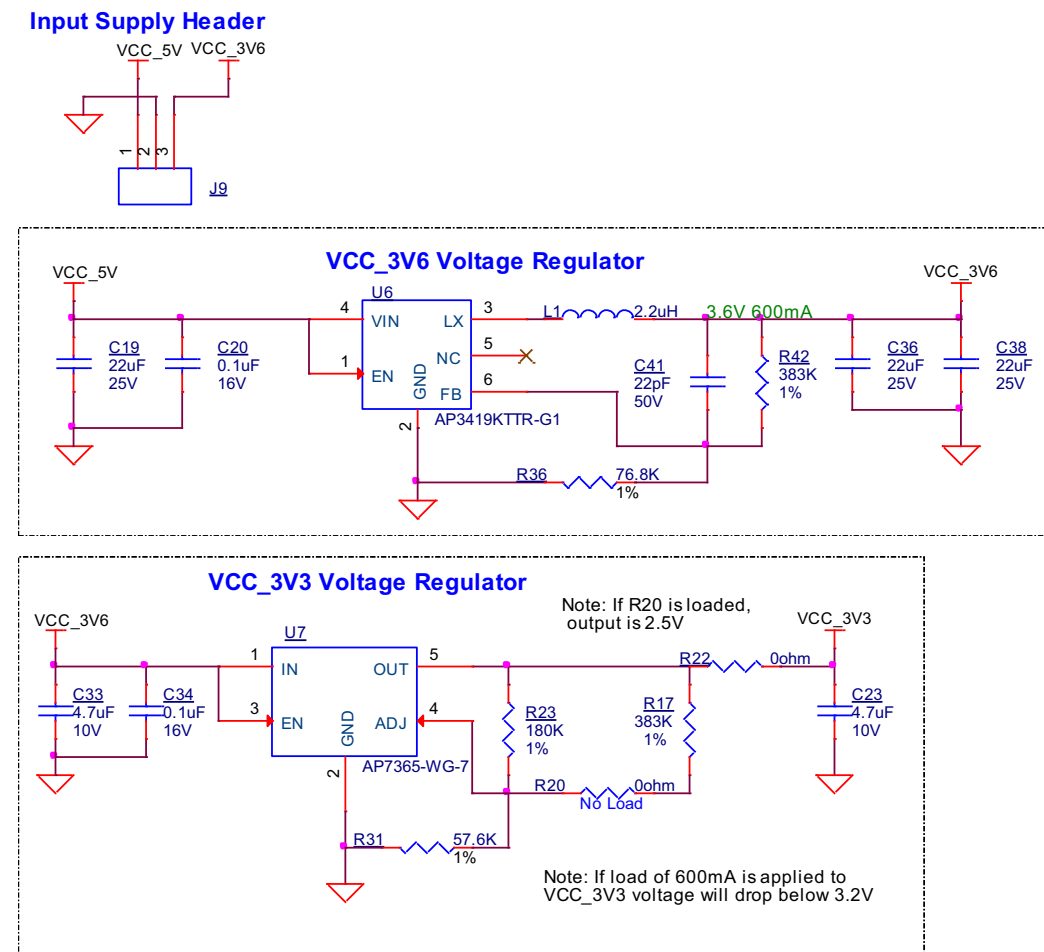 Input Supply Header
VCC_5V VCC_3V6
1 2 3
J9
VCC_3V6 Voltage Regulator
VCC_5V
VCC_3V6
U6
4 VIN LX 3
L1 2.2uH 3.6V 600mA
C19
22uF
25V
C20
0.1uF
16V
1 EN
NC 5
GND
FB 6
2
AP3419KTTR-G1
C41
22pF
50V
R42
383K
1%
C36
22uF
25V
C38
22uF
25V
R36 76.8K
1%
VCC_3V3 Voltage Regulator
Note: If R20 is loaded,
output is 2.5V
VCC_3V6
VCC_3V3
U7
1 IN OUT 5
R22 0ohm
C33
4.7uF
10V
C34
0.1uF
16V
3 EN
GND
ADJ 4
2
AP7365-WG-7
R23
180K
1%
R17
383K
1%
C23
4.7uF
10V
R20 0ohm
No Load
R31 57.6K
1%
Note: If load of 600mA is applied to
VCC_3V3 voltage will drop below 3.2V